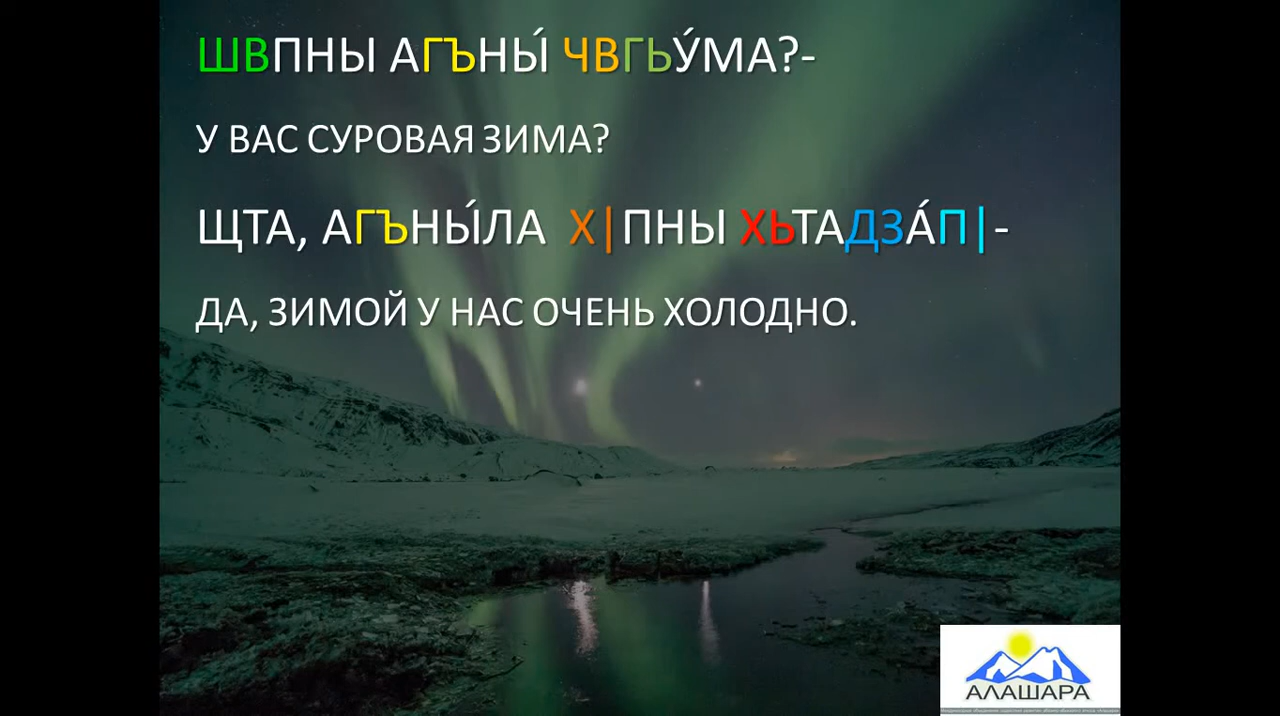 ШВПНЫ АГЪНЫ́ ЧВГЬУ́МА?-
У ВАС СУРОВАЯ ЗИМА?
ЩТА, АГЪНЫ́ЛА Х|ПНЫ ХЬТАДЗА́П|-
ДА, ЗИМОЙ У НАС ОЧЕНЬ ХОЛОДНО.
АЛАШАРА